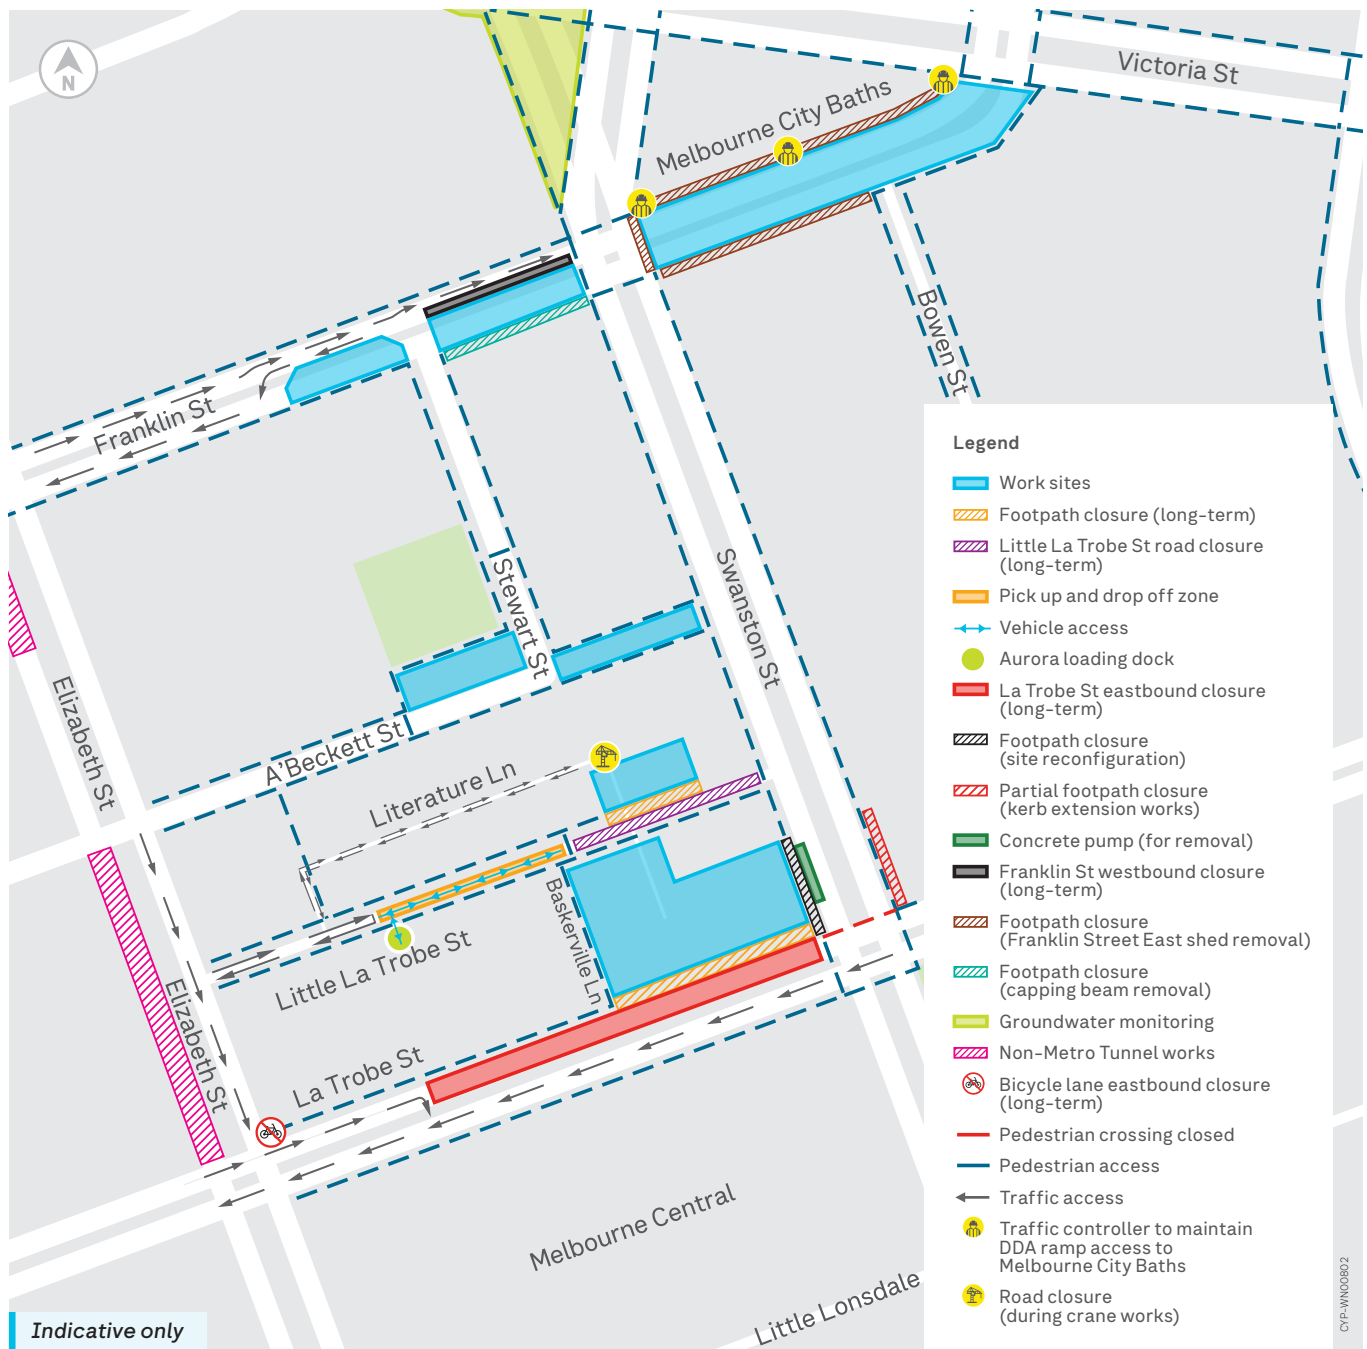 N
Victoria St
Melbourne City Baths
Bowen St
Franklin St
Stewart St
Swanston St
Elizabeth St
A'Beckett St
Literature Ln
Baskerville Ln
Little La Trobe St
Elizabeth St
La Trobe St
Melbourne Central
Little Lonsdale
Indicative only
Legend
Work sites
Footpath closure (long-term)
Little La Trobe St road closure
(long-term)
Pick up and drop off zone
Vehicle access
Aurora loading dock
La Trobe St eastbound closure
(long-term)
Footpath closure
(site reconfiguration)
Partial footpath closure
(kerb extension works)
Concrete pump (for removal)
Franklin St westbound closure
(long-term)
Footpath closure
(Franklin Street East shed removal)
Footpath closure
(capping beam removal)
Groundwater monitoring
Non-Metro Tunnel works
Bicycle lane eastbound closure
(long-term)
Pedestrian crossing closed
Pedestrian access
Traffic access
Traffic controller to maintain
DDA ramp access to
Melbourne City Baths
Road closure
(during crane works)
CYP-WN00802